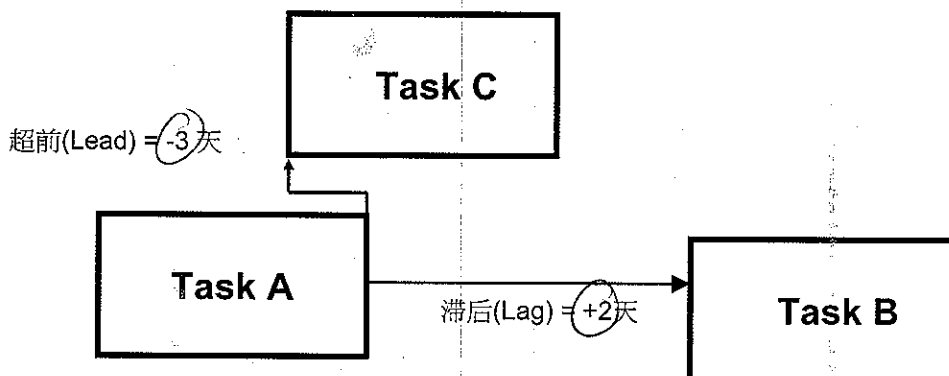 Task C
超前(Lead) = -3 天
Task A
滞后(Lag) = +2天
Task B